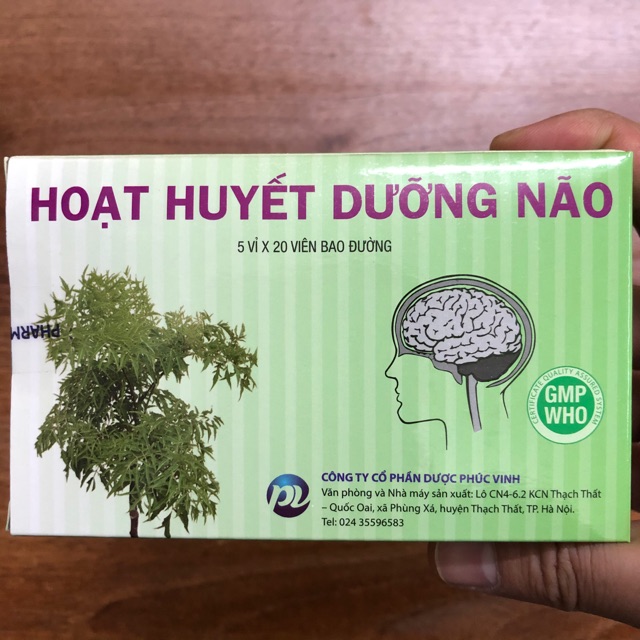 HOẠT HUYẾT DƯỠNG NÃO
5 VỈ X 20 VIÊN BAO ĐƯỜNG
PHARM
CERTIFICATE QUALITY ASSURED SYSTEM
GMP
WHO
CÔNG TY CỔ PHẦN DƯỢC PHÚC VINH
Văn phòng và Nhà máy sản xuất: Lô CN4-6.2 KCN Thạch Thất
– Quốc Oai, xã Phùng Xá, huyện Thạch Thất, TP. Hà Nội.
Tel: 024 35596583